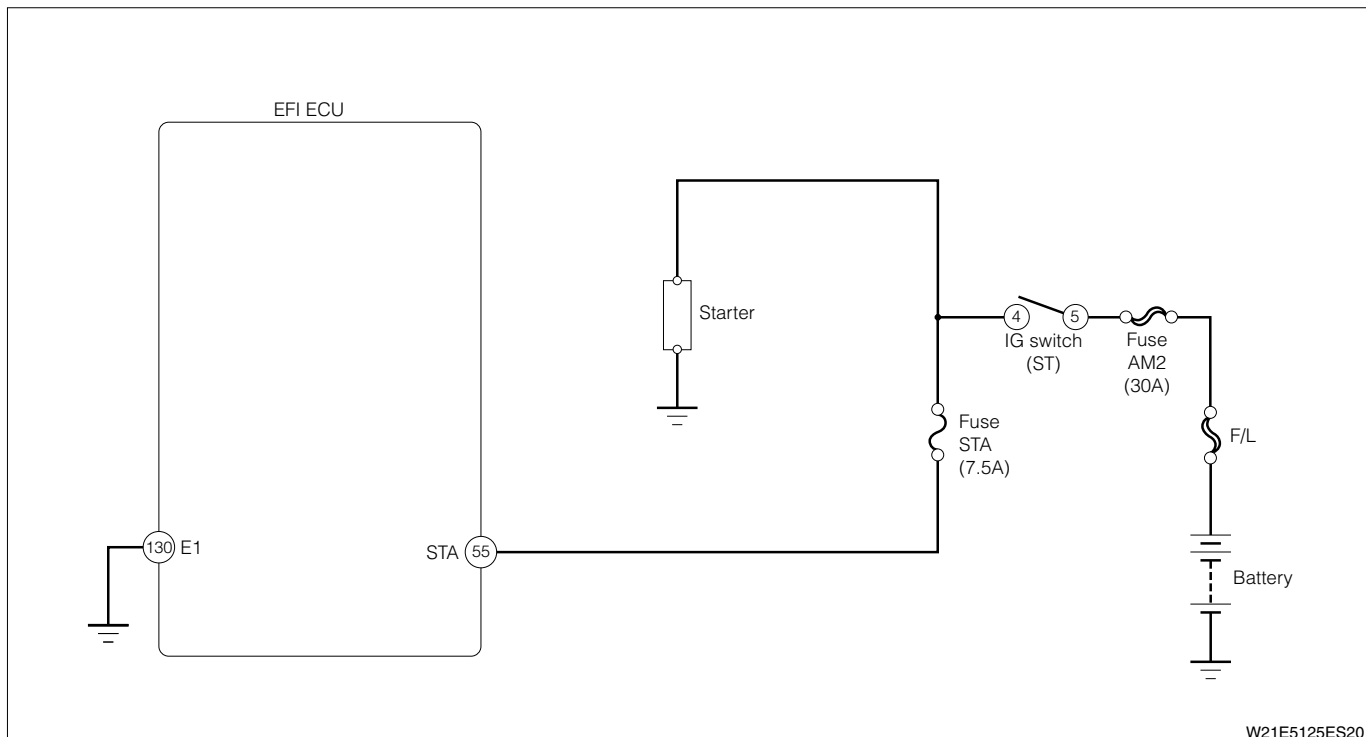 EFI ECU
Starter
4
5
IG switch
(ST)
Fuse
AM2
(30A)
Fuse
STA
(7.5A)
F/L
130 E1
STA 55
Battery
W21E5125ES20